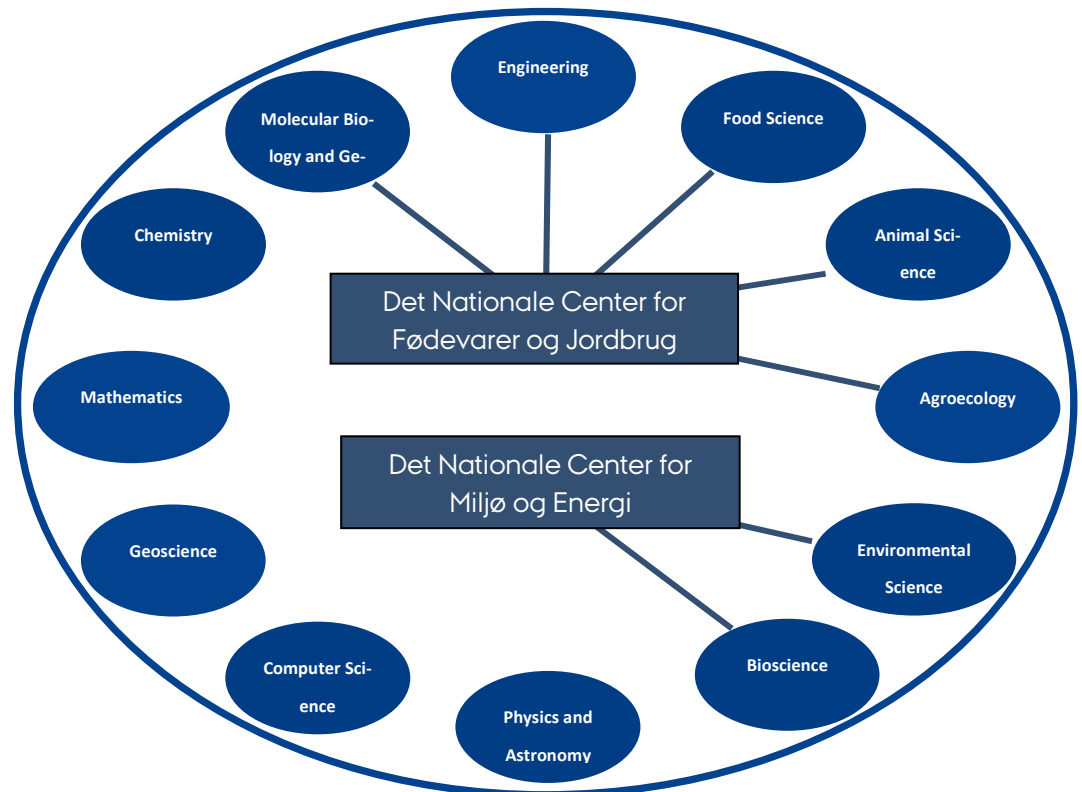 Engineering
Molecular Bio-
logy and Ge-
Food Science
Chemistry
Animal Sci-
ence
Det Nationale Center for
Fødevarer og Jordbrug
Mathematics
Agroecology
Det Nationale Center for
Miljø og Energi
Geoscience
Environmental
Science
Computer Sci-
ence
Bioscience
Physics and
Astronomy